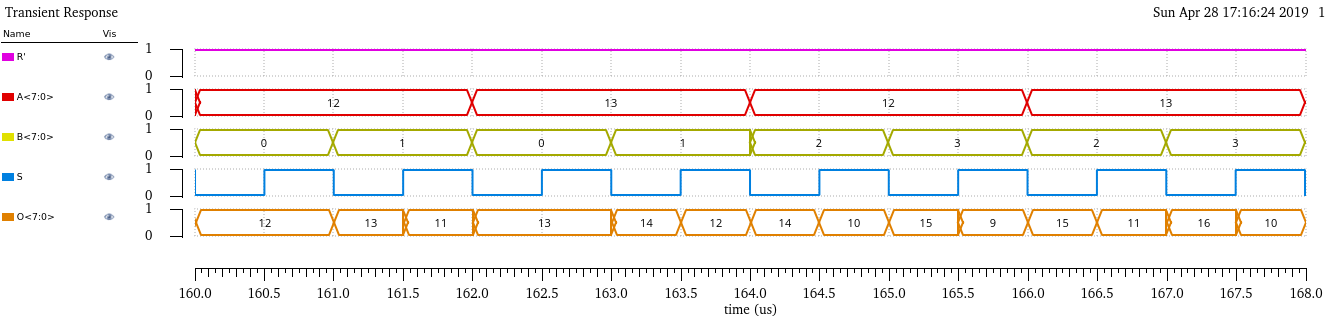 Transient Response
Sun Apr 28 17:16:24 2019 1
Name Vis
R'
1
0
A<7:0>
1
0
12 13 12 13
B<7:0>
1
0
0 1 0 1 2 3 2 3
S
1
0
O<7:0>
1
0
12 13 11 13 14 12 14 10 15 9 15 11 16 10
160.0 160.5 161.0 161.5 162.0 162.5 163.0 163.5 164.0 164.5 165.0 165.5 166.0 166.5 167.0 167.5 168.0
time (us)